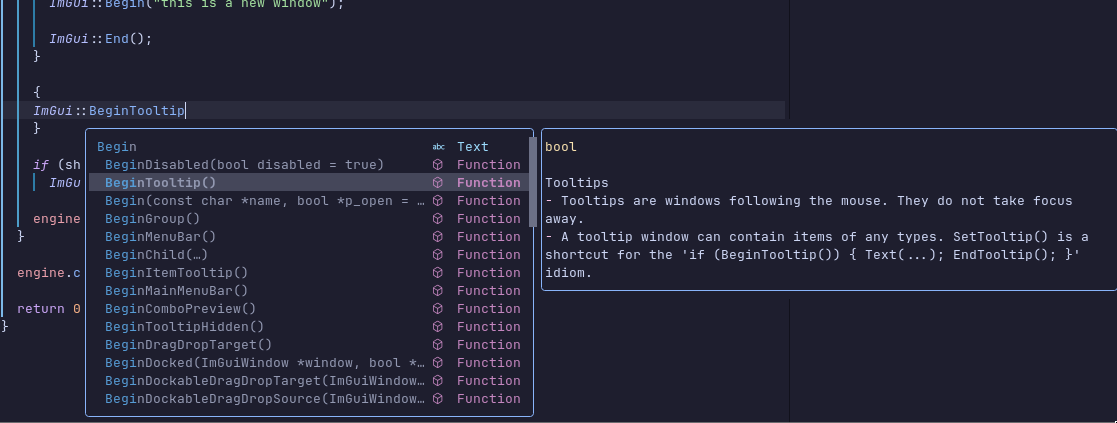 ImGui::Begin("this is a new window");
ImGui::End();
}
{
ImGui::BeginTooltip
}
if (sh
ImGu
engine
}
engine.c
return 0
}
Begin abc Text
BeginDisabled(bool disabled = true) Function
BeginTooltip() Function
Begin(const char *name, bool *p_open = … Function
BeginGroup() Function
BeginMenuBar() Function
BeginChild(…) Function
BeginItemTooltip() Function
BeginMainMenuBar() Function
BeginComboPreview() Function
BeginTooltipHidden() Function
BeginDragDropTarget() Function
BeginDocked(ImGuiWindow *window, bool *… Function
BeginDockableDragDropTarget(ImGuiWindow… Function
BeginDockableDragDropSource(ImGuiWindow… Function
bool
Tooltips
- Tooltips are windows following the mouse. They do not take focus
away.
- A tooltip window can contain items of any types. SetTooltip() is a
shortcut for the 'if (BeginTooltip()) { Text(...); EndTooltip(); }'
idiom.